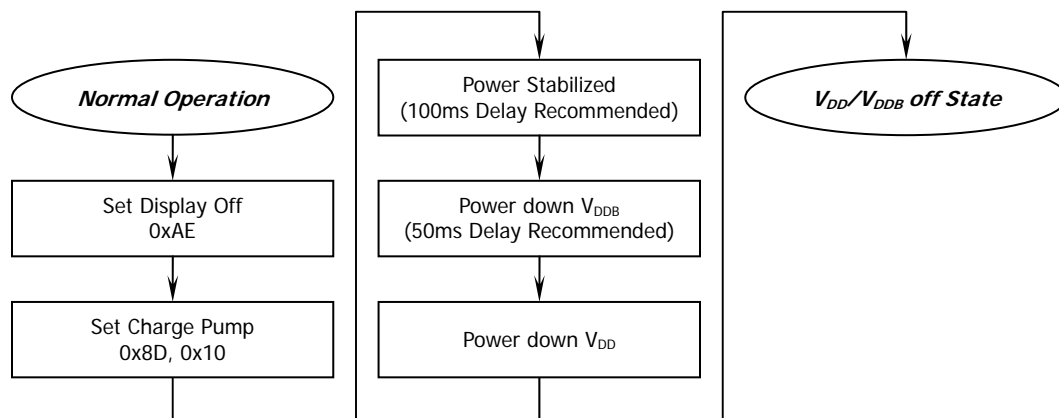 Normal Operation
Set Display Off
0xAE
Set Charge Pump
0x8D, 0x10
Power Stabilized
(100ms Delay Recommended)
Power down VDDB
(50ms Delay Recommended)
Power down VDD
VDD/VDDB off State